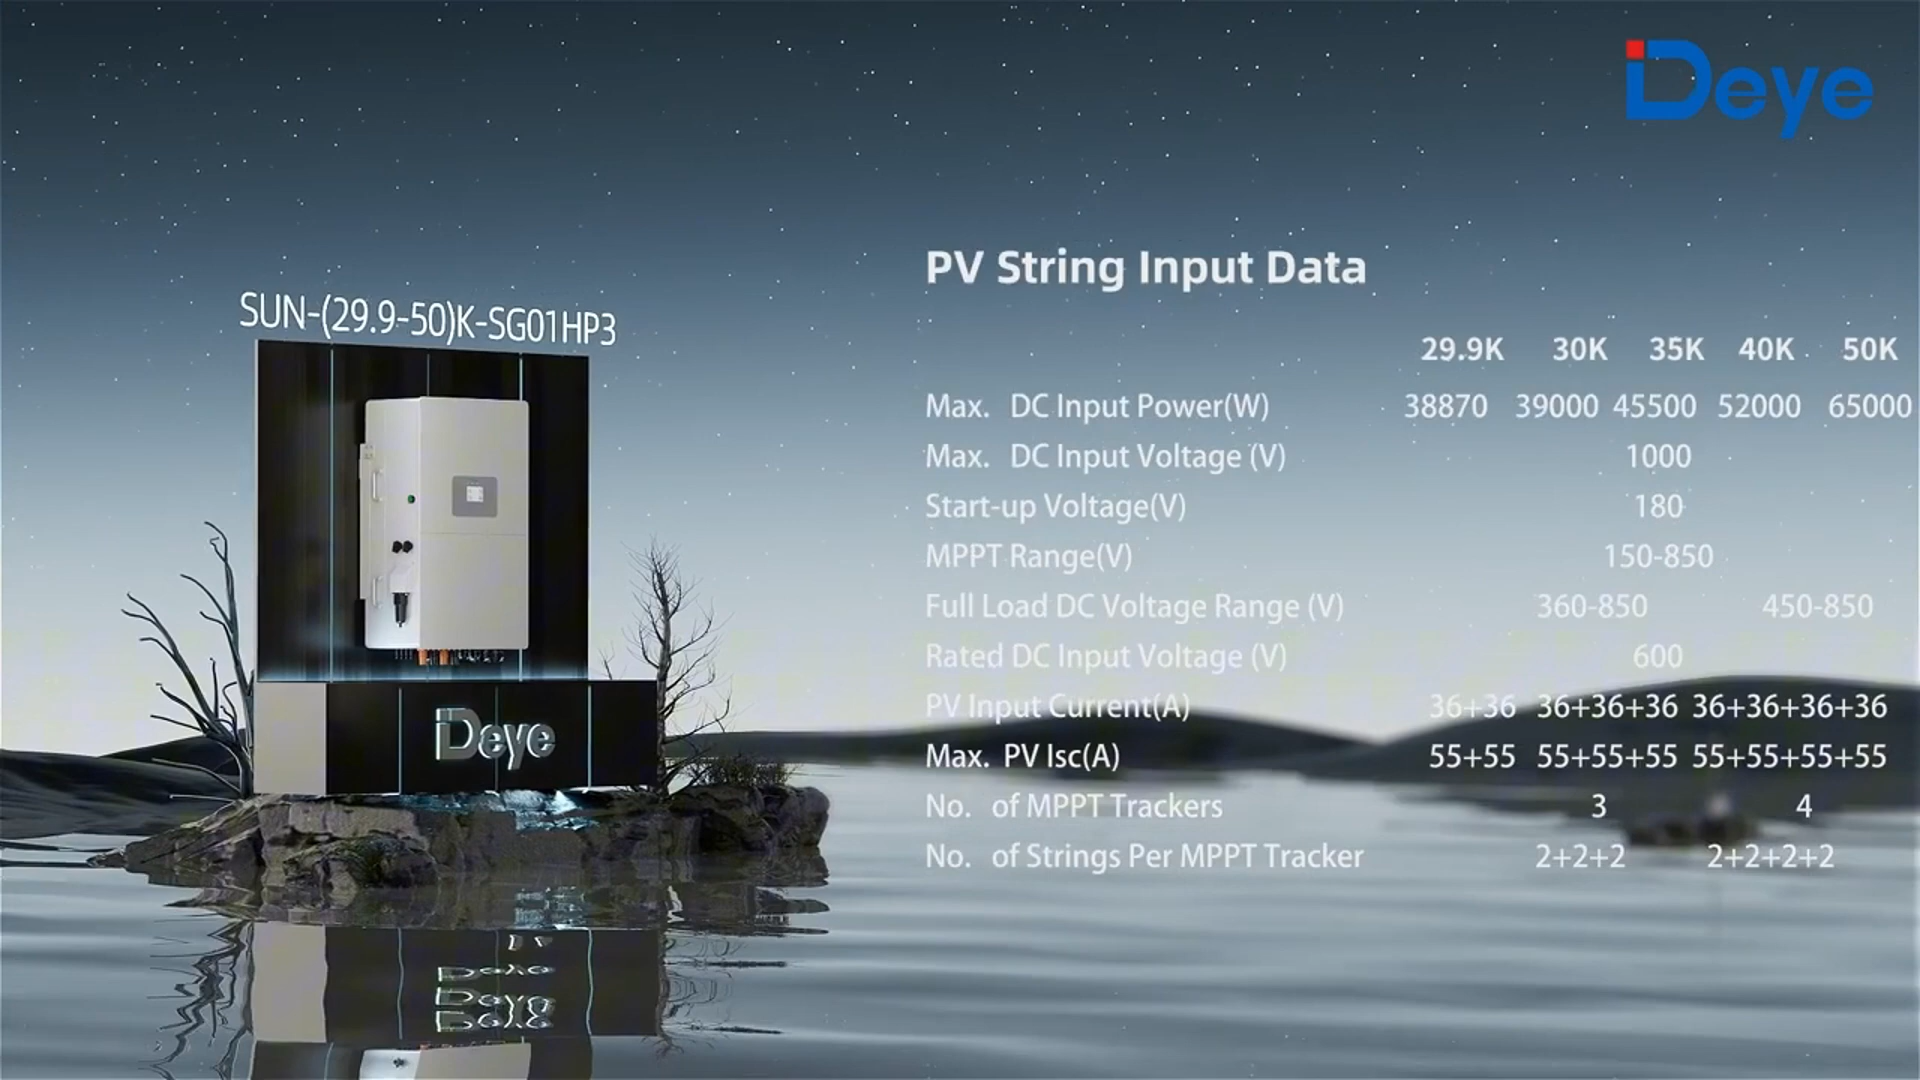 Deye
SUN-(29.9-50)K-SG01HP3
Deye
PV String Input Data
29.9K 30K 35K 40K 50K
Max. DC Input Power(W) 38870 39000 45500 52000 65000
Max. DC Input Voltage (V) 1000
Start-up Voltage(V) 180
MPPT Range(V) 150-850
Full Load DC Voltage Range (V) 360-850 450-850
Rated DC Input Voltage (V) 600
PV Input Current(A) 36+36 36+36+36 36+36+36+36
Max. PV Isc(A) 55+55 55+55+55 55+55+55+55
No. of MPPT Trackers 3 4
No. of Strings Per MPPT Tracker 2+2+2 2+2+2+2